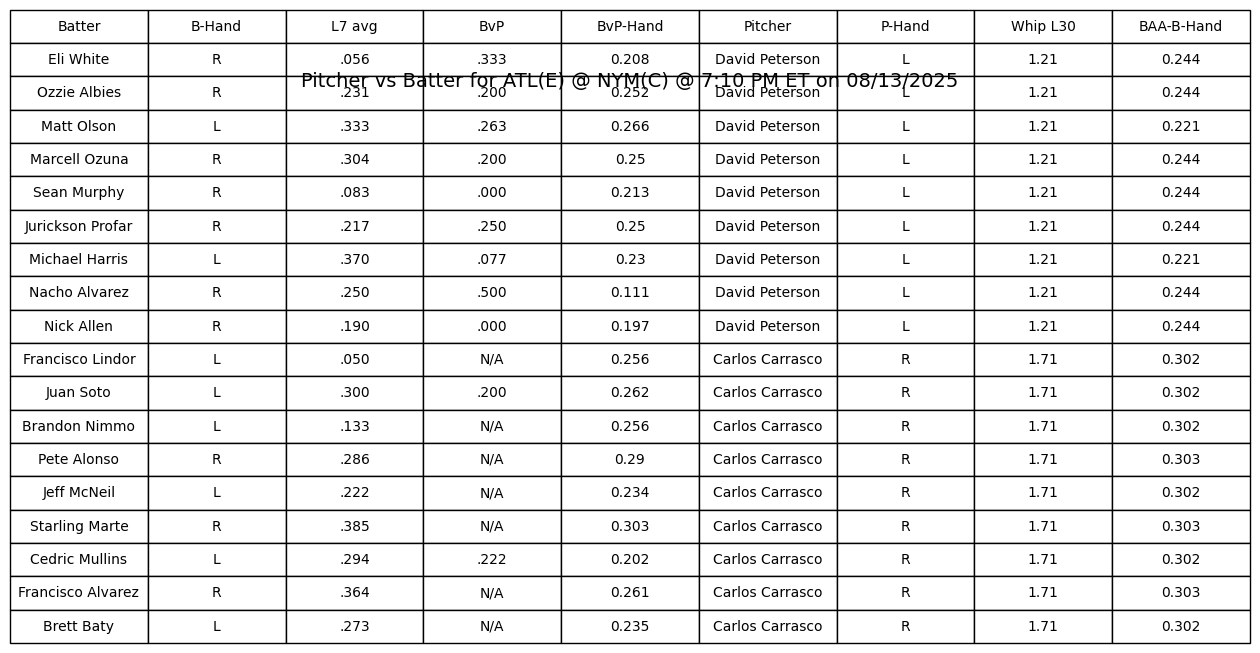 Batter B-Hand L7 avg BvP BvP-Hand Pitcher P-Hand Whip L30 BAA-B-Hand
Eli White R .056 .333 0.208 David Peterson L 1.21 0.244
Pitcher vs Batter for ATL(E) @ NYM(C) @ 7:10 PM ET on 08/13/2025
Ozzie Albies R .231 .200 0.252 David Peterson L 1.21 0.244
Matt Olson L .333 .263 0.266 David Peterson L 1.21 0.221
Marcell Ozuna R .304 .200 0.25 David Peterson L 1.21 0.244
Sean Murphy R .083 .000 0.213 David Peterson L 1.21 0.244
Jurickson Profar R .217 .250 0.25 David Peterson L 1.21 0.244
Michael Harris L .370 .077 0.23 David Peterson L 1.21 0.221
Nacho Alvarez R .250 .500 0.111 David Peterson L 1.21 0.244
Nick Allen R .190 .000 0.197 David Peterson L 1.21 0.244
Francisco Lindor L .050 N/A 0.256 Carlos Carrasco R 1.71 0.302
Juan Soto L .300 .200 0.262 Carlos Carrasco R 1.71 0.302
Brandon Nimmo L .133 N/A 0.256 Carlos Carrasco R 1.71 0.302
Pete Alonso R .286 N/A 0.29 Carlos Carrasco R 1.71 0.303
Jeff McNeil L .222 N/A 0.234 Carlos Carrasco R 1.71 0.302
Starling Marte R .385 N/A 0.303 Carlos Carrasco R 1.71 0.303
Cedric Mullins L .294 .222 0.202 Carlos Carrasco R 1.71 0.302
Francisco Alvarez R .364 N/A 0.261 Carlos Carrasco R 1.71 0.303
Brett Baty L .273 N/A 0.235 Carlos Carrasco R 1.71 0.302